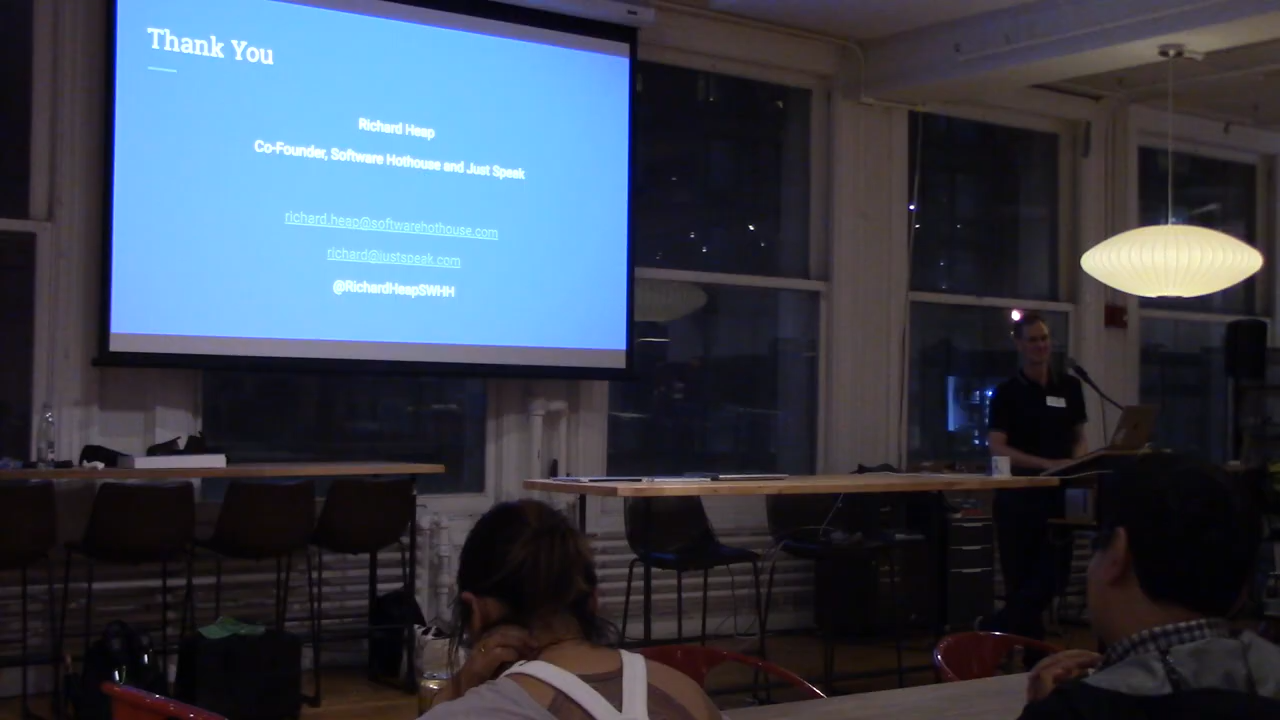 Thank You
Richard Heap
Co-Founder, Software Hothouse and Just Speak
richard.heap@softwarehothouse.com
richard@justspeak.com
@RichardHeapSWHH